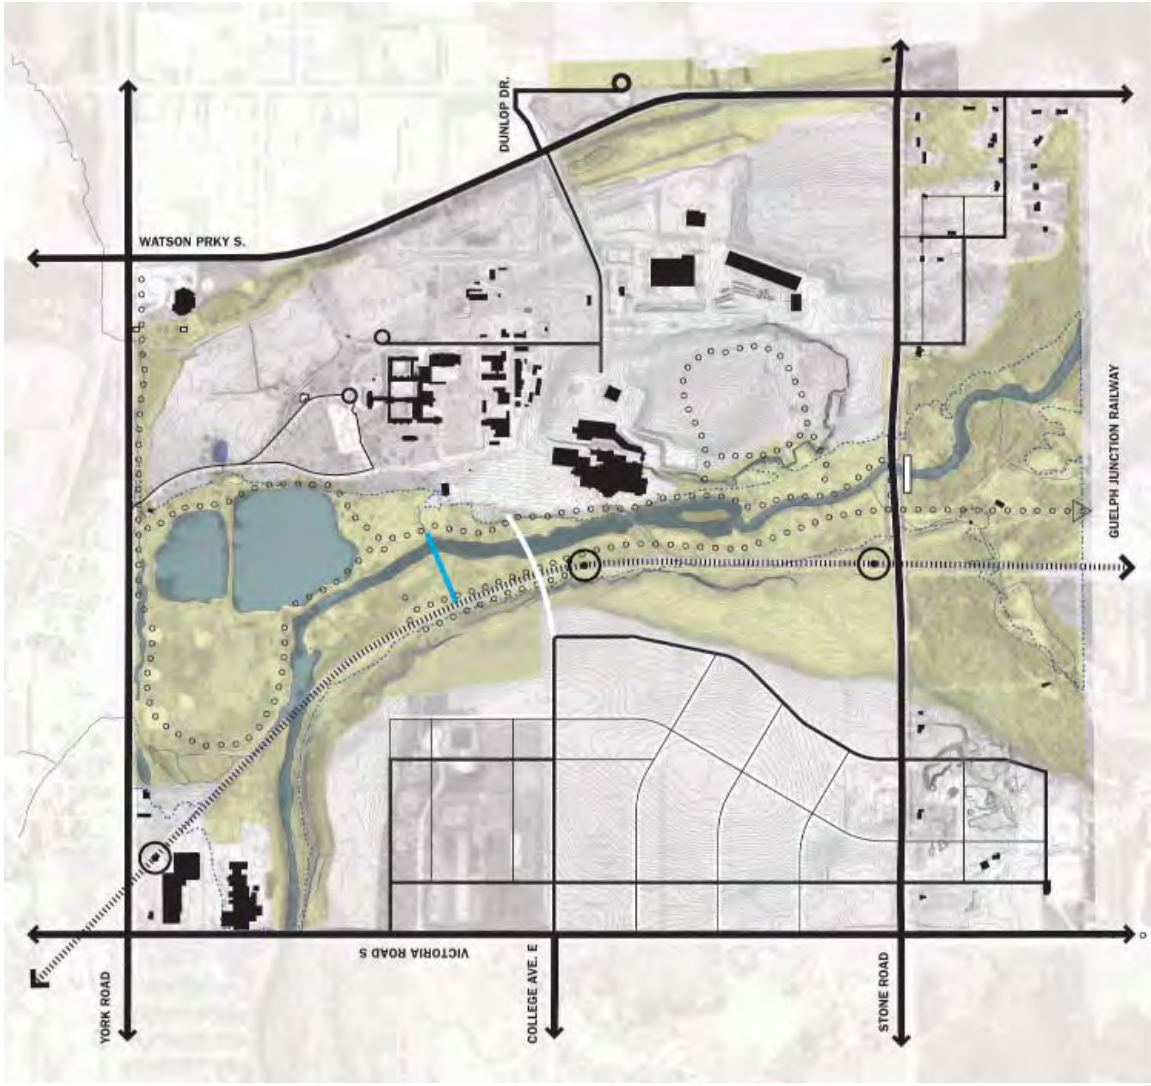 DUNLOP DR.
WATSON PRKY S.
GUELPH JUNCTION RAILWAY
VICTORIA ROAD S
YORK ROAD
COLLEGE AVE. E
STONE ROAD